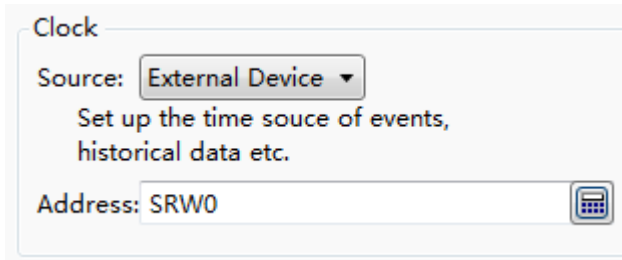 Clock
Source: External Device
Set up the time souce of events,
historical data etc.
Address: SRW0